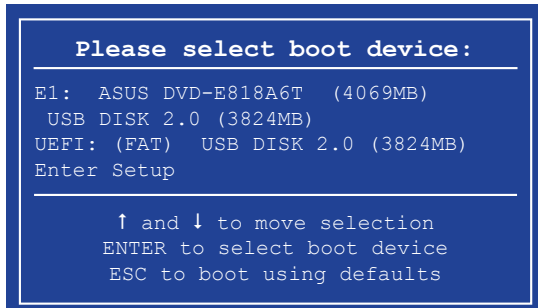 Please select boot device:
E1: ASUS DVD-E818A6T (4069MB)
USB DISK 2.0 (3824MB)
UEFI: (FAT) USB DISK 2.0 (3824MB)
Enter Setup
↑ and ↓ to move selection
ENTER to select boot device
ESC to boot using defaults